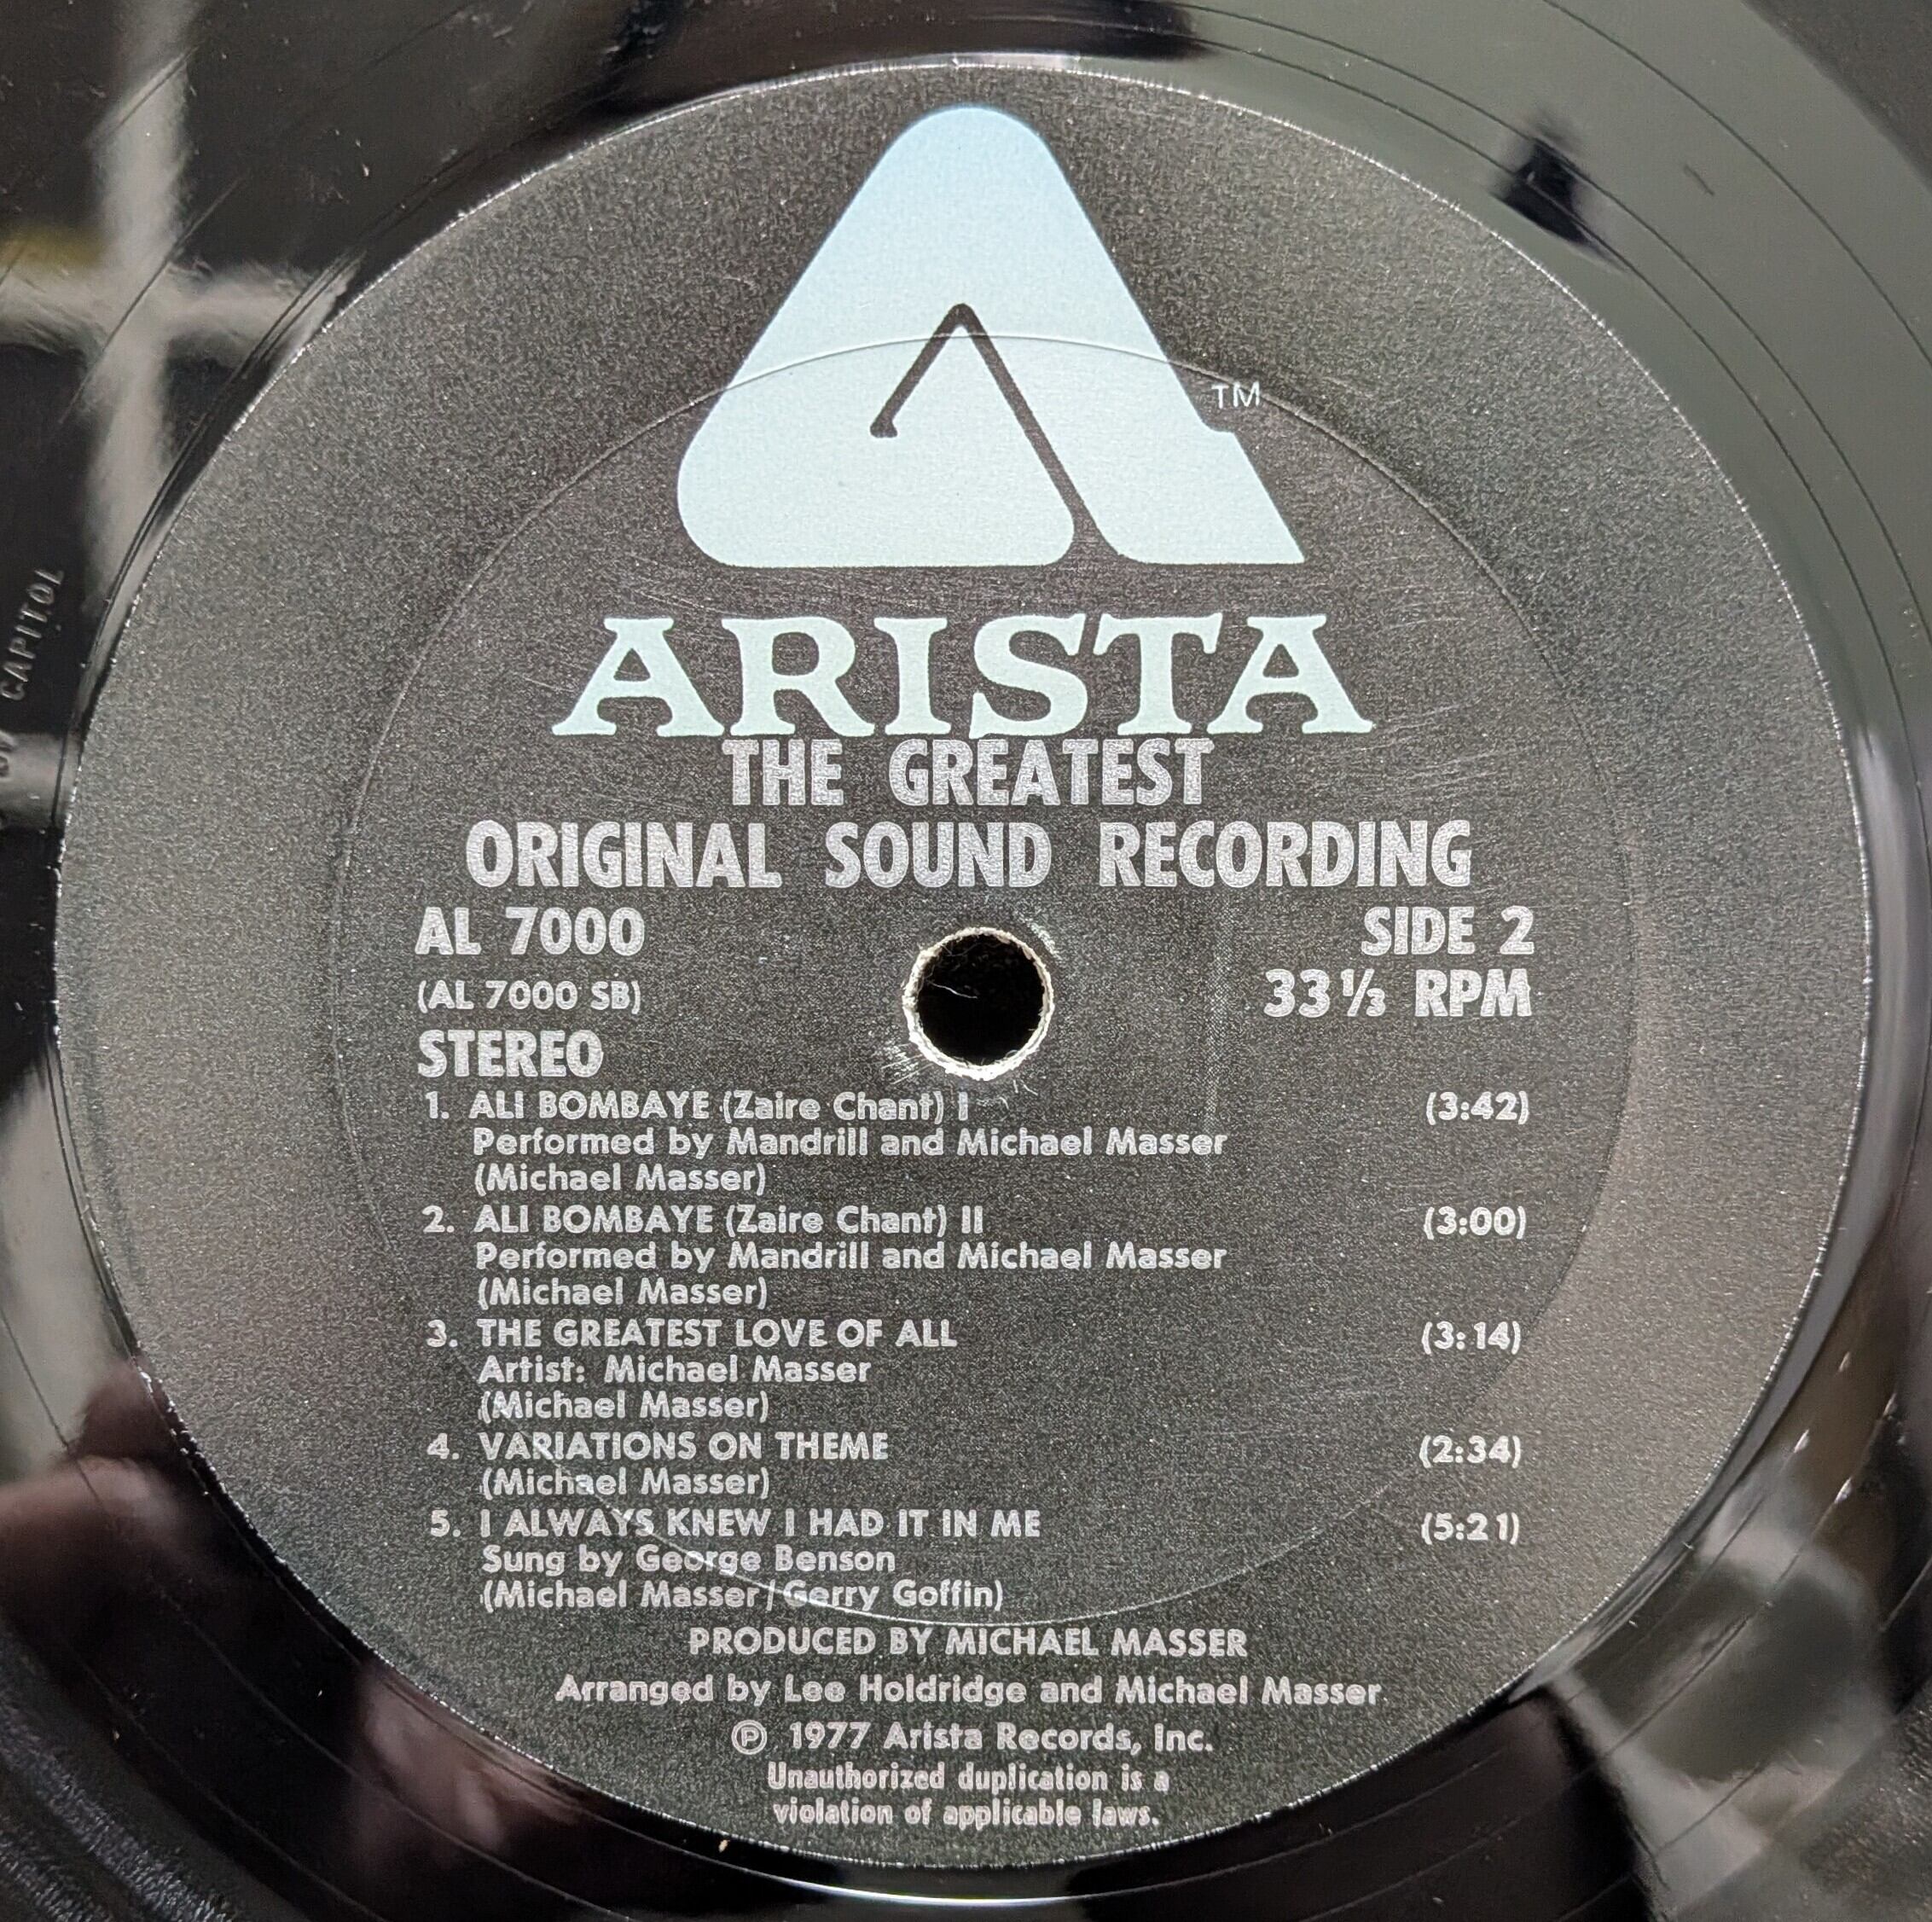 CAPITOL
TM
ARISTA
THE GREATEST
ORIGINAL SOUND RECORDING
AL 7000 SIDE 2
(AL 7000 SB) 33⅓ RPM
STEREO
1. ALI BOMBAYE (Zaire Chant) I (3:42)
Performed by Mandrill and Michael Masser
(Michael Masser)
2. ALI BOMBAYE (Zaire Chant) II (3:00)
Performed by Mandrill and Michael Masser
(Michael Masser)
3. THE GREATEST LOVE OF ALL (3:14)
Artist: Michael Masser
(Michael Masser)
4. VARIATIONS ON THEME (2:34)
(Michael Masser)
5. I ALWAYS KNEW I HAD IT IN ME (5:21)
Sung by George Benson
(Michael Masser/Gerry Goffin)
PRODUCED BY MICHAEL MASSER
Arranged by Lee Holdridge and Michael Masser
Ⓟ 1977 Arista Records, Inc.
Unauthorized duplication is a
violation of applicable laws.